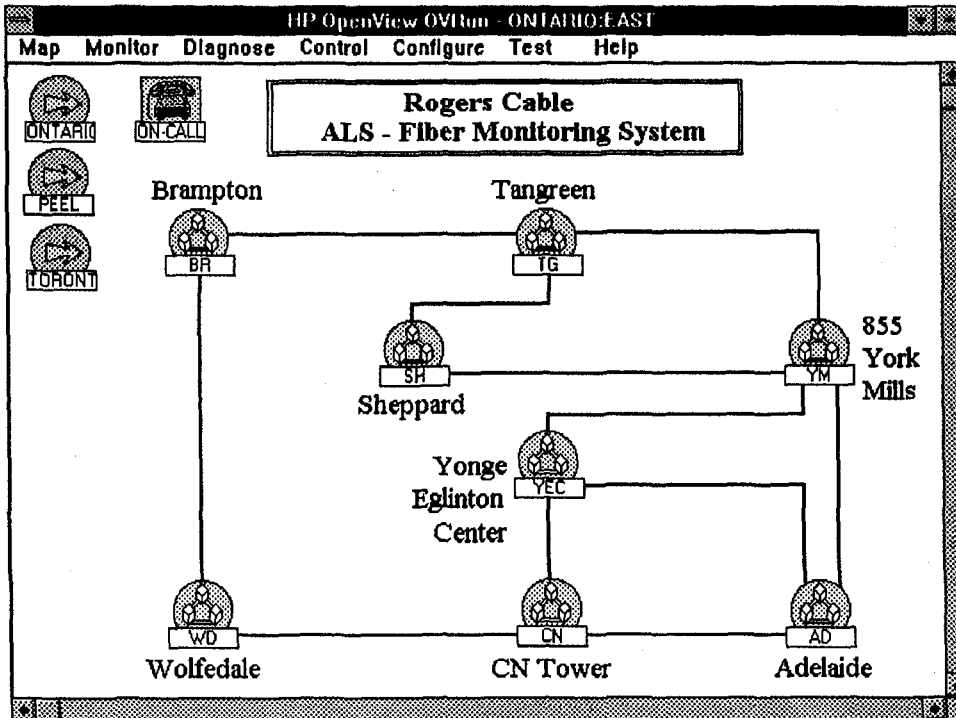 HP OpenView OVRun - ONTARIO:EAST
Map Monitor Diagnose Control Configure Test Help
ONTARIO
ON-CALL
Rogers Cable
ALS - Fiber Monitoring System
PEEL
TORONT
Brampton
BR
Tangreen
TG
SH
Sheppard
YM
855
York
Mills
Yonge
Eglinton
Center
YEC
WD
Wolfedale
CN
CN Tower
AD
Adelaide